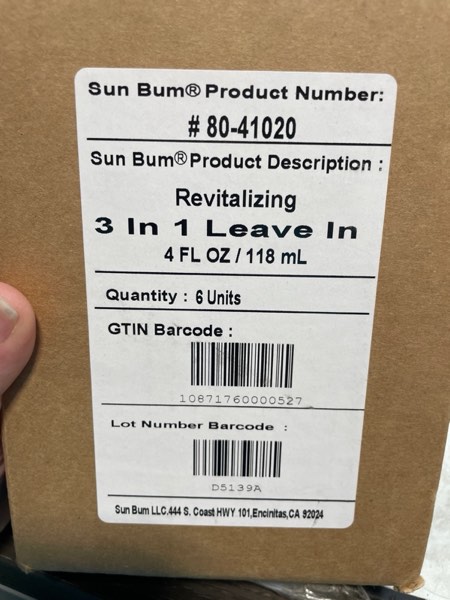 Sun Bum® Product Number:
# 80-41020
Sun Bum® Product Description :
Revitalizing
3 In 1 Leave In
4 FL OZ / 118 mL
Quantity : 6 Units
GTIN Barcode :
10871760000527
Lot Number Barcode :
D5139A
Sun Bum LLC.444 S. Coast HWY 101,Encinitas,CA 92024